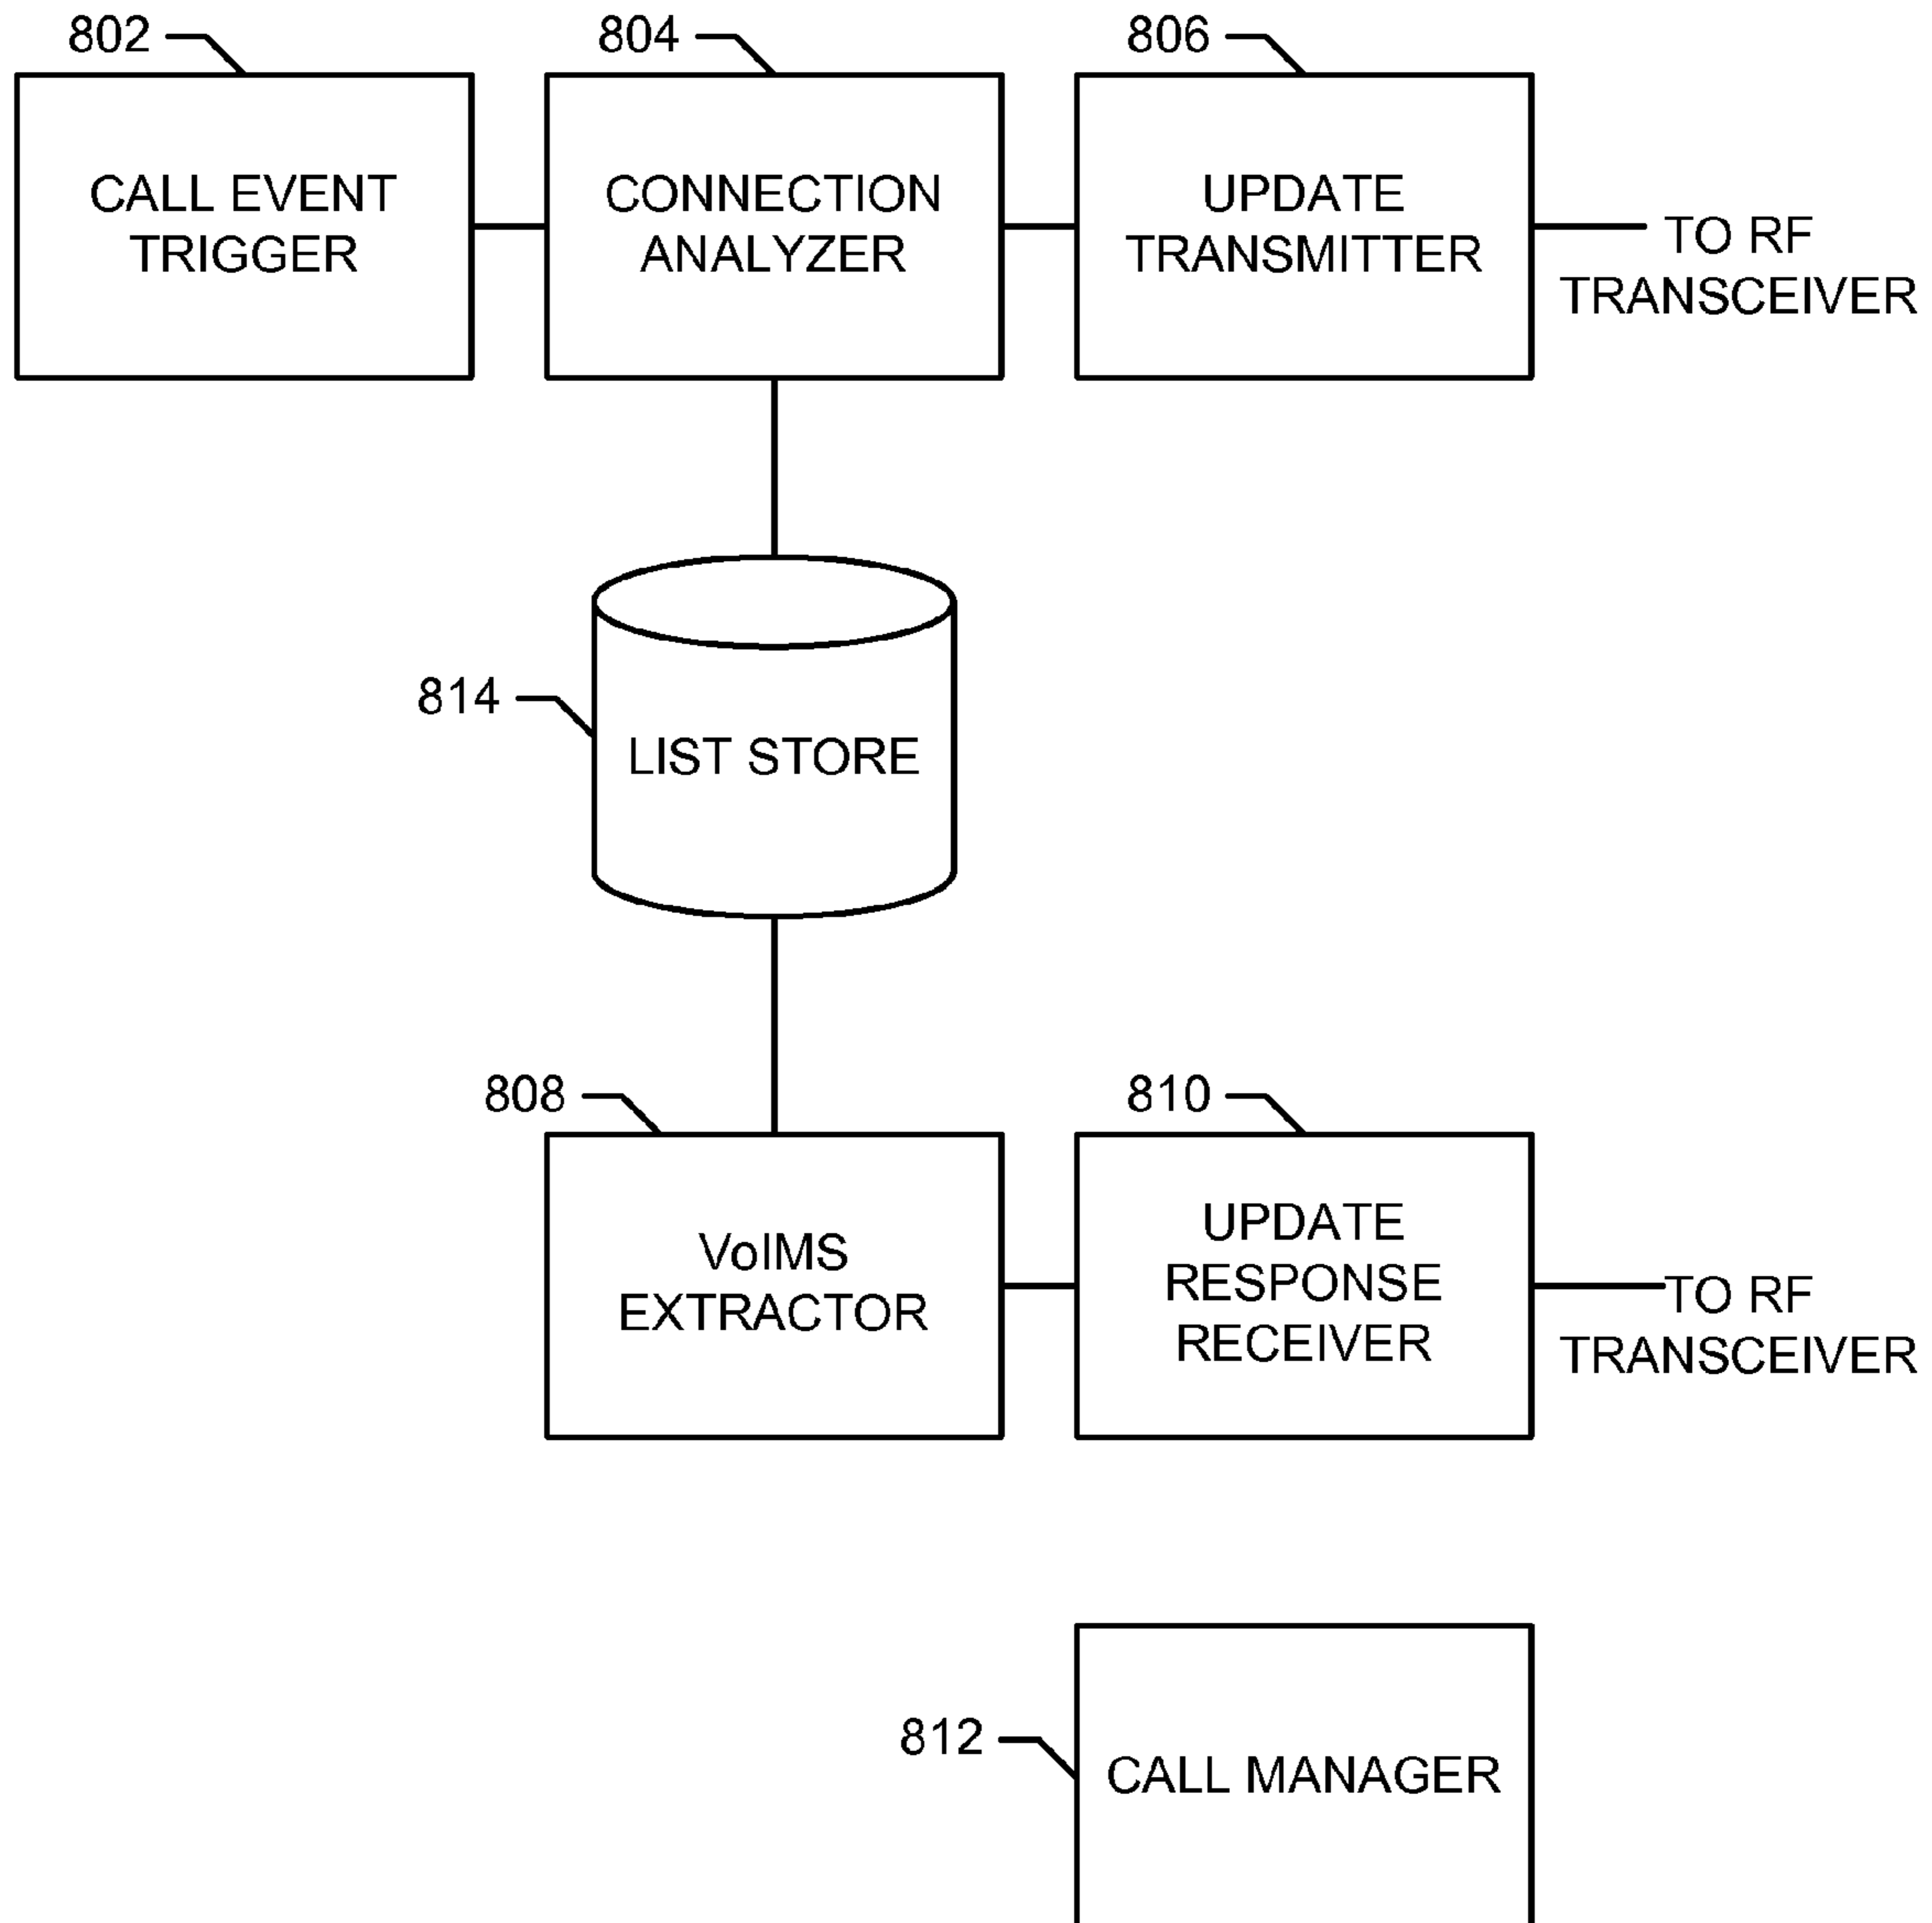 802
804
806
CALL EVENT
TRIGGER
CONNECTION
ANALYZER
UPDATE
TRANSMITTER
TO RF
TRANSCEIVER
814
LIST STORE
808
810
VoIMS
EXTRACTOR
UPDATE
RESPONSE
RECEIVER
TO RF
TRANSCEIVER
812
CALL MANAGER